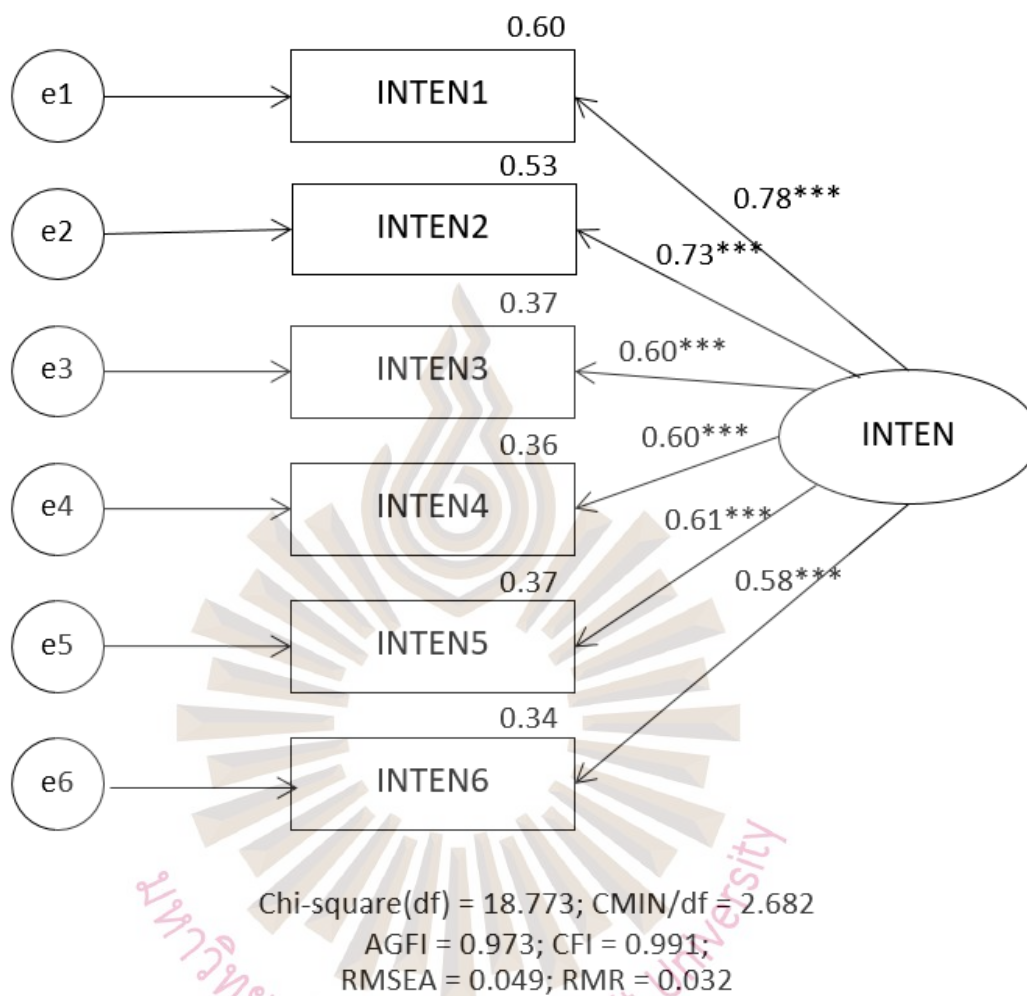 0.60
e1 INTEN1
0.78***
0.53
e2 INTEN2
0.73***
0.37
e3 INTEN3
0.60***
INTEN
0.36
e4 INTEN4
0.60***
0.61***
0.37
e5 INTEN5
0.58***
0.34
e6 INTEN6
Chi-square(df) = 18.773; CMIN/df = 2.682
AGFI = 0.973; CFI = 0.991;
RMSEA = 0.049; RMR = 0.032
University